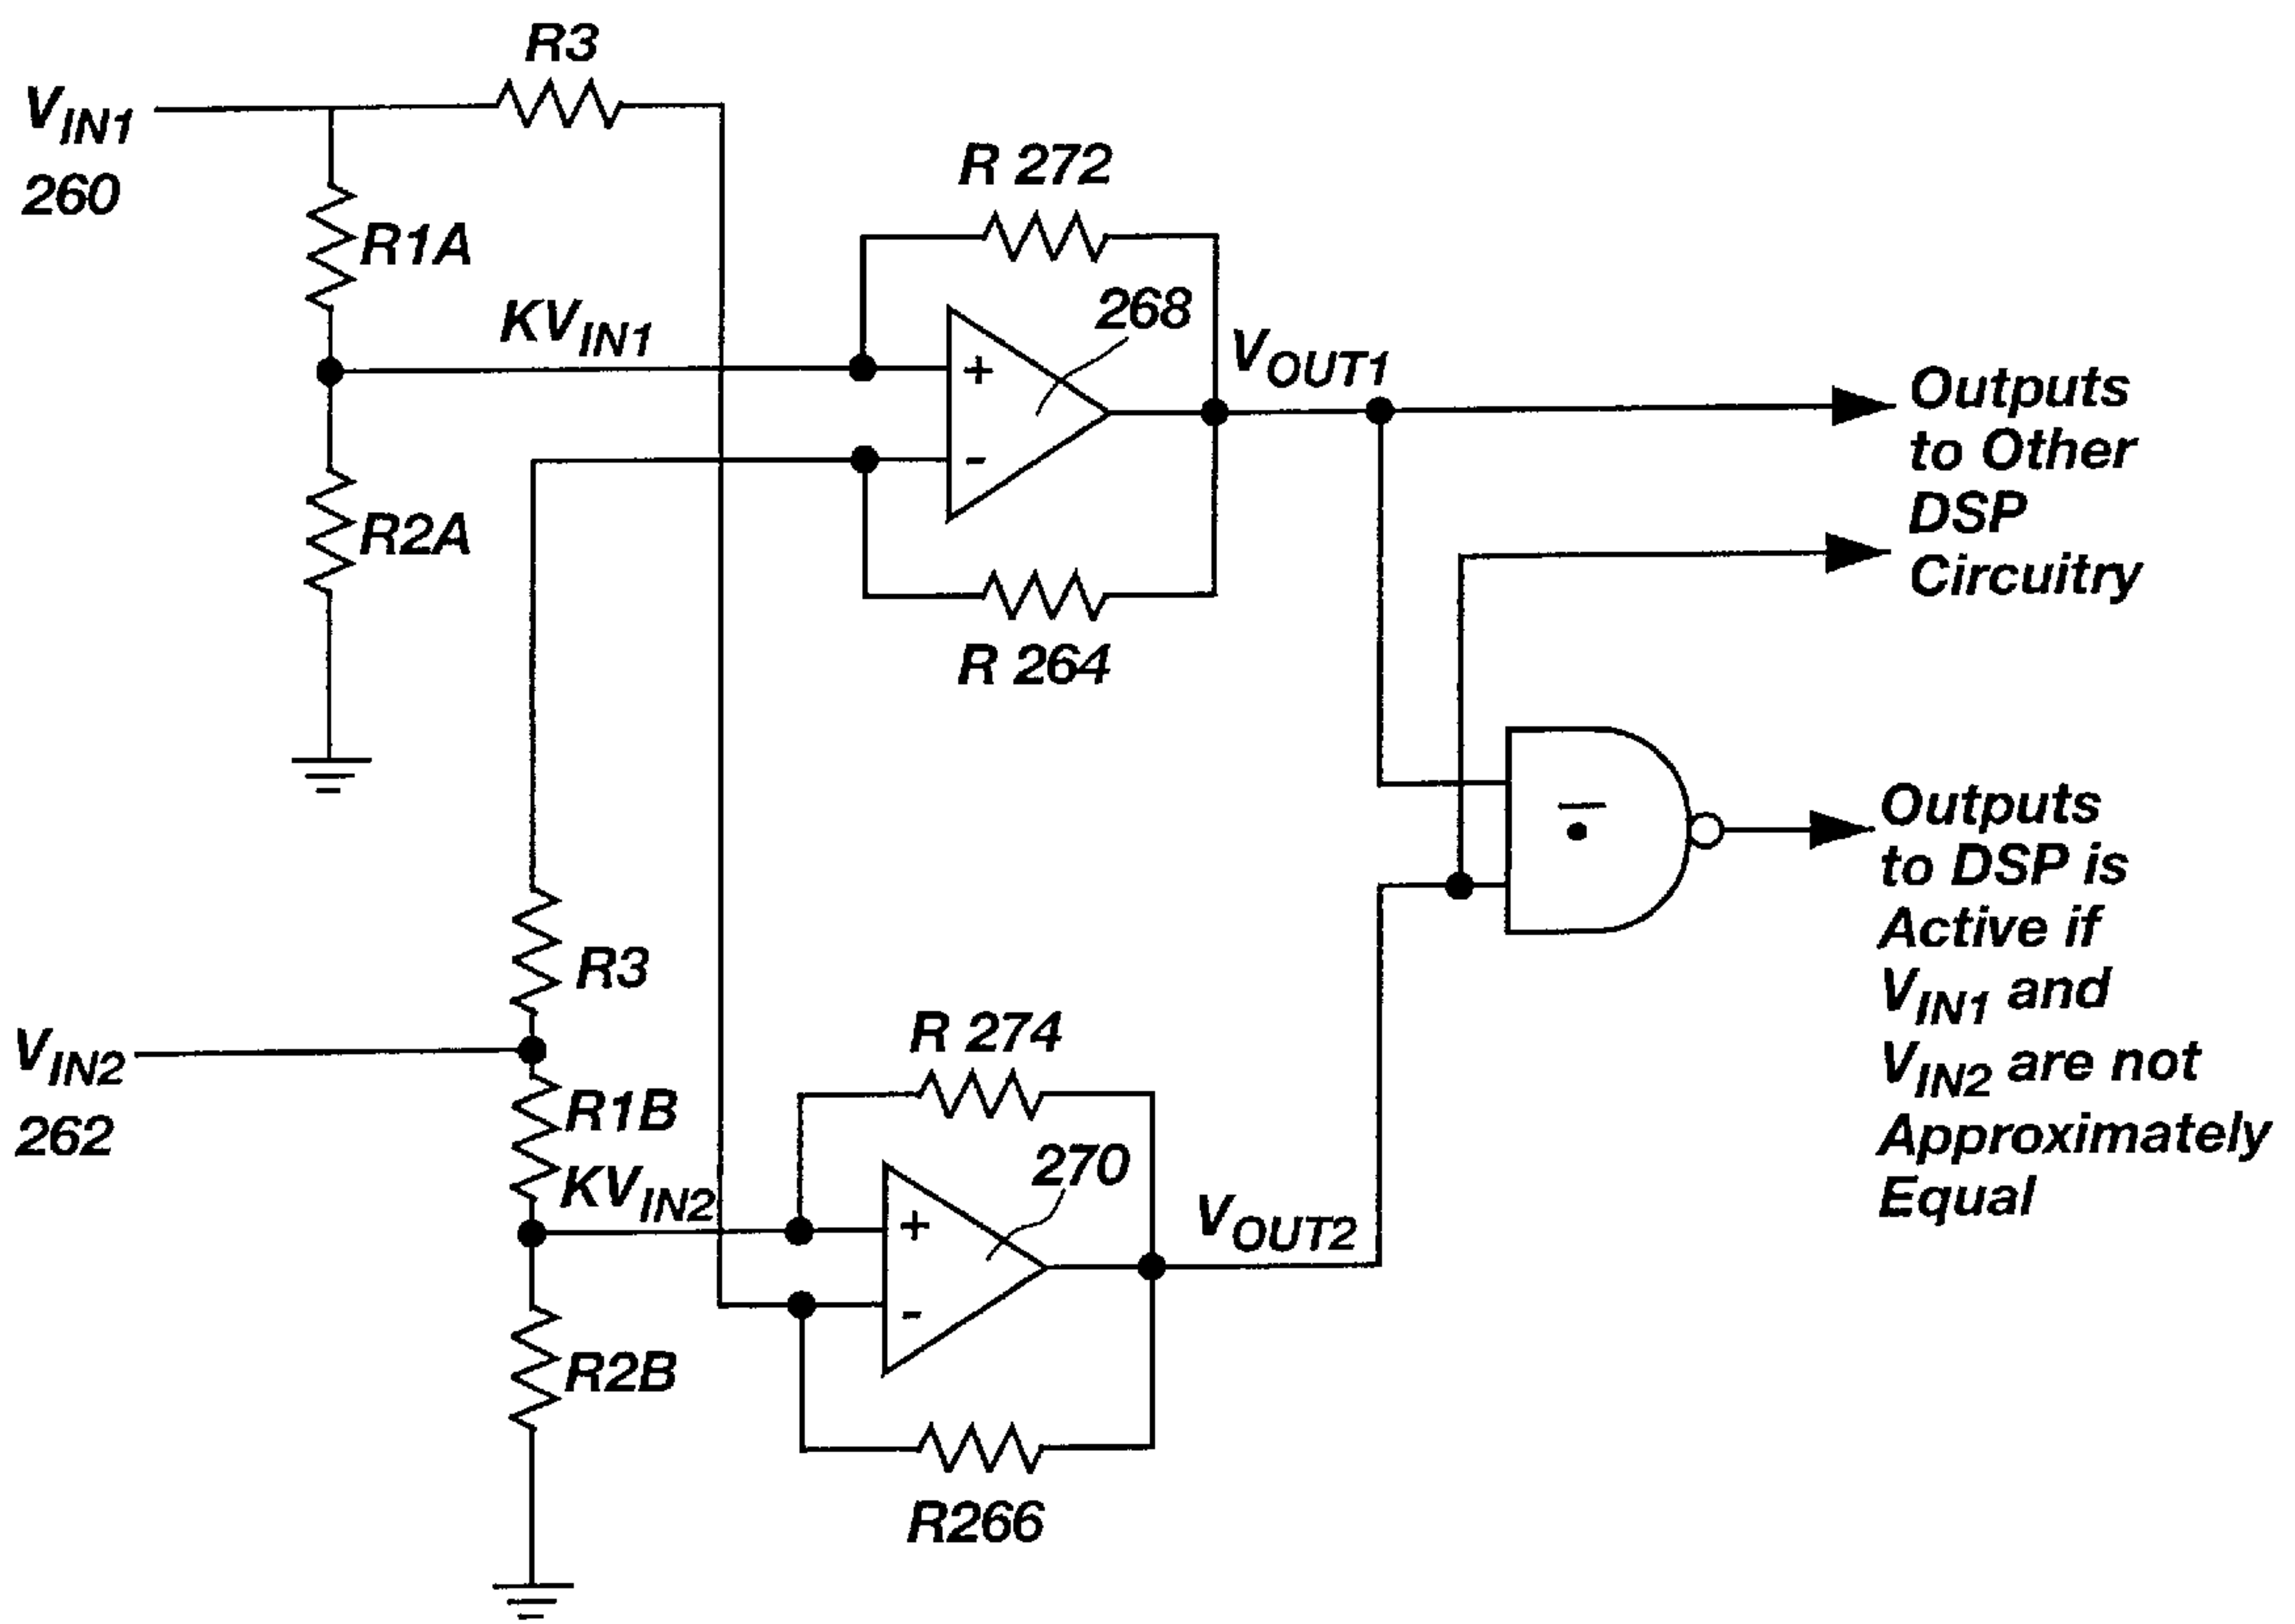 R3
VIN1
260
R 272
R1A
268
KVIN1
VOUT1
+
-
Outputs
to Other
DSP
Circuitry
R2A
R 264
Outputs
to DSP is
Active if
VIN1 and
VIN2 are not
Approximately
Equal
R3
VIN2
262
R 274
R1B
270
KVIN2
VOUT2
+
-
R2B
R266